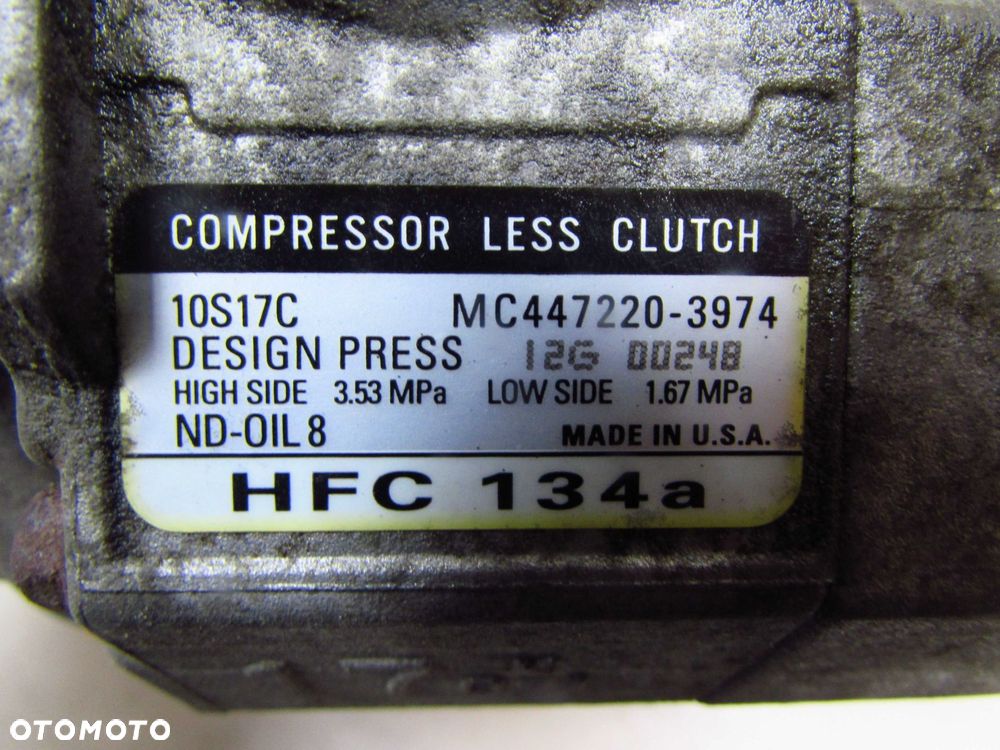 COMPRESSOR LESS CLUTCH
10S17C MC447220-3974
DESIGN PRESS 12G 00248
HIGH SIDE 3.53 MPa LOW SIDE 1.67 MPa
ND-OIL 8 MADE IN U.S.A.
HFC 134a
17
OTOMOTO